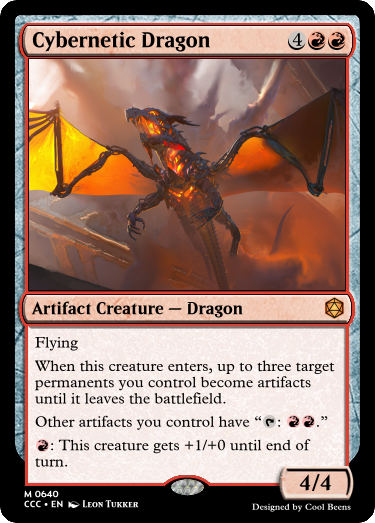 Cybernetic Dragon 4
Artifact Creature — Dragon
Flying
When this creature enters, up to three target
permanents you control become artifacts
until it leaves the battlefield.
Other artifacts you control have “: .”
: This creature gets +1/+0 until end of
turn.
4/4
M 0640
CCC • EN LEON TUKKER
Designed by Cool Beens